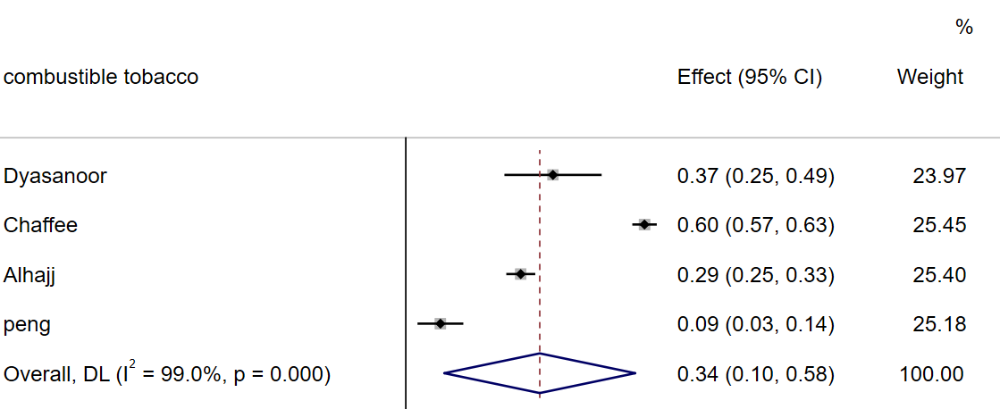 %
combustible tobacco Effect (95% CI) Weight
Dyasanoor 0.37 (0.25, 0.49) 23.97
Chaffee 0.60 (0.57, 0.63) 25.45
Alhajj 0.29 (0.25, 0.33) 25.40
peng 0.09 (0.03, 0.14) 25.18
Overall, DL (I² = 99.0%, p = 0.000) 0.34 (0.10, 0.58) 100.00